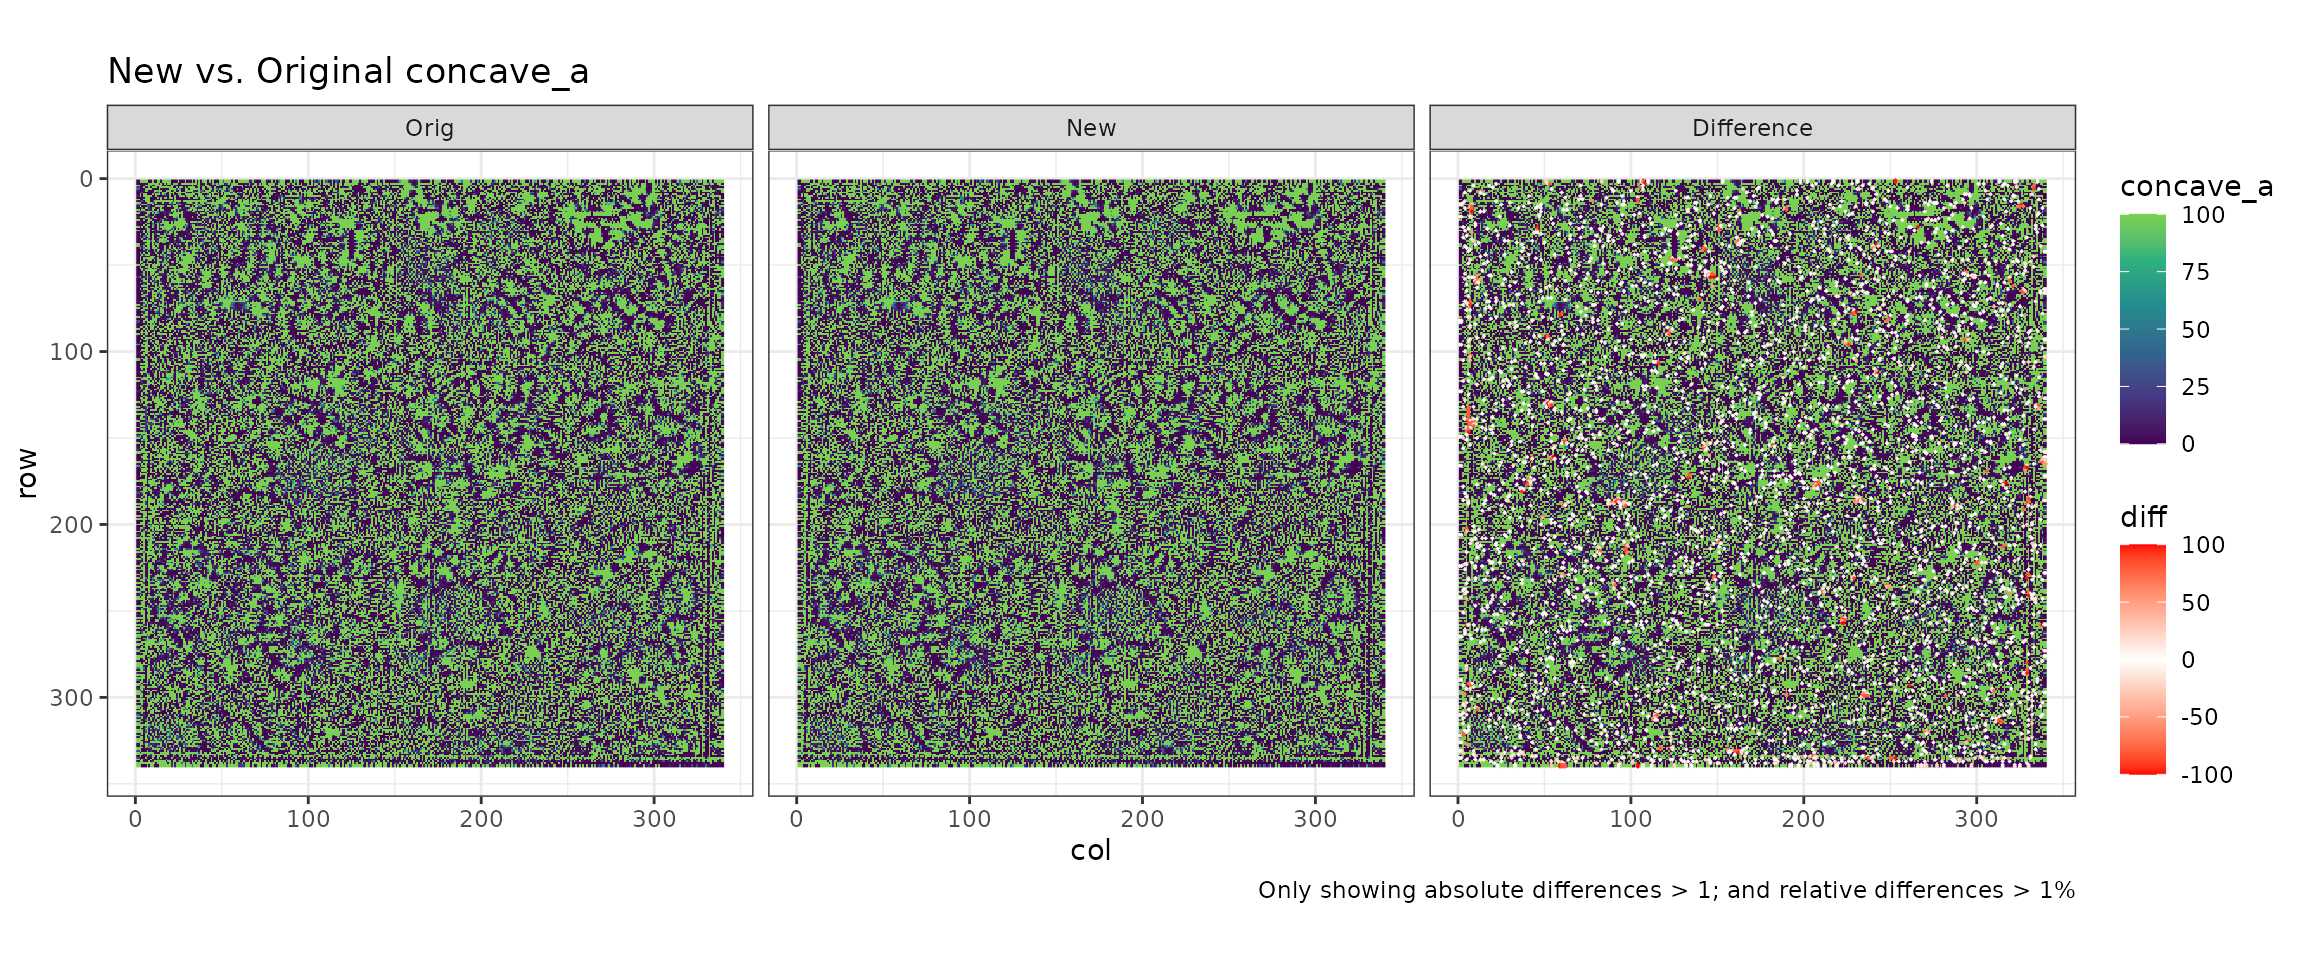 New vs. Original concave_a
Orig
New
Difference
row
0
100
200
300
0
100
200
300
0
100
200
300
0
100
200
300
col
concave_a
100
75
50
25
0
diff
100
50
0
-50
-100
Only showing absolute differences > 1; and relative differences > 1%